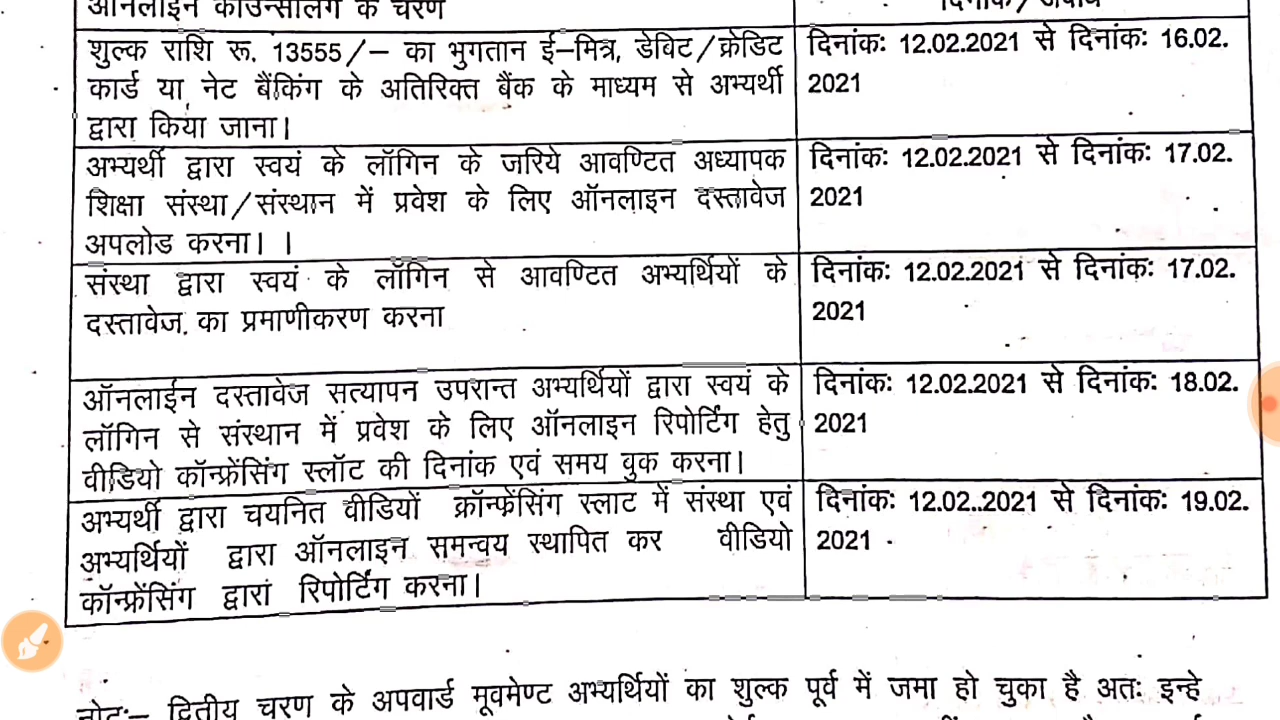 ऑनलाइन काउन्सलिंग के चरण
दिनांक/अवधि
शुल्क राशि रू. 13555/– का भुगतान ई–मित्र, डेबिट/क्रेडिट
कार्ड या नेट बैंकिंग के अतिरिक्त बैंक के माध्यम से अभ्यर्थी
द्वारा किया जाना।
दिनांकः 12.02.2021 से दिनांकः 16.02.
2021
अभ्यर्थी द्वारा स्वयं के लॉगिन के जरिये आवण्टित अध्यापक
शिक्षा संस्था/संस्थान में प्रवेश के लिए ऑनलाइन दस्तावेज
अपलोड करना। ।
दिनांकः 12.02.2021 से दिनांकः 17.02.
2021
संस्था द्वारा स्वयं के लॉगिन से आवण्टित अभ्यर्थियों के
दस्तावेज का प्रमाणीकरण करना
दिनांकः 12.02.2021 से दिनांकः 17.02.
2021
ऑनलाईन दस्तावेज सत्यापन उपरान्त अभ्यर्थियों द्वारा स्वयं के
लॉगिन से संस्थान में प्रवेश के लिए ऑनलाइन रिपोर्टिंग हेतु
वीडियो कॉन्फ्रेंसिंग स्लॉट की दिनांक एवं समय बुक करना।
दिनांकः 12.02.2021 से दिनांकः 18.02.
2021
अभ्यर्थी द्वारा चयनित वीडियों क्रॉन्फ्रेंसिंग स्लाट में संस्था एवं
अभ्यर्थियों द्वारा ऑनलाइन समन्वय स्थापित कर वीडियो
कॉन्फ्रेंसिंग द्वारां रिपोर्टिंग करना।
दिनांकः 12.02..2021 से दिनांकः 19.02.
2021
नोटः– द्वितीय चरण के अपवार्ड मूवमेण्ट अभ्यर्थियों का शुल्क पूर्व में जमा हो चुका है अतः इन्हे